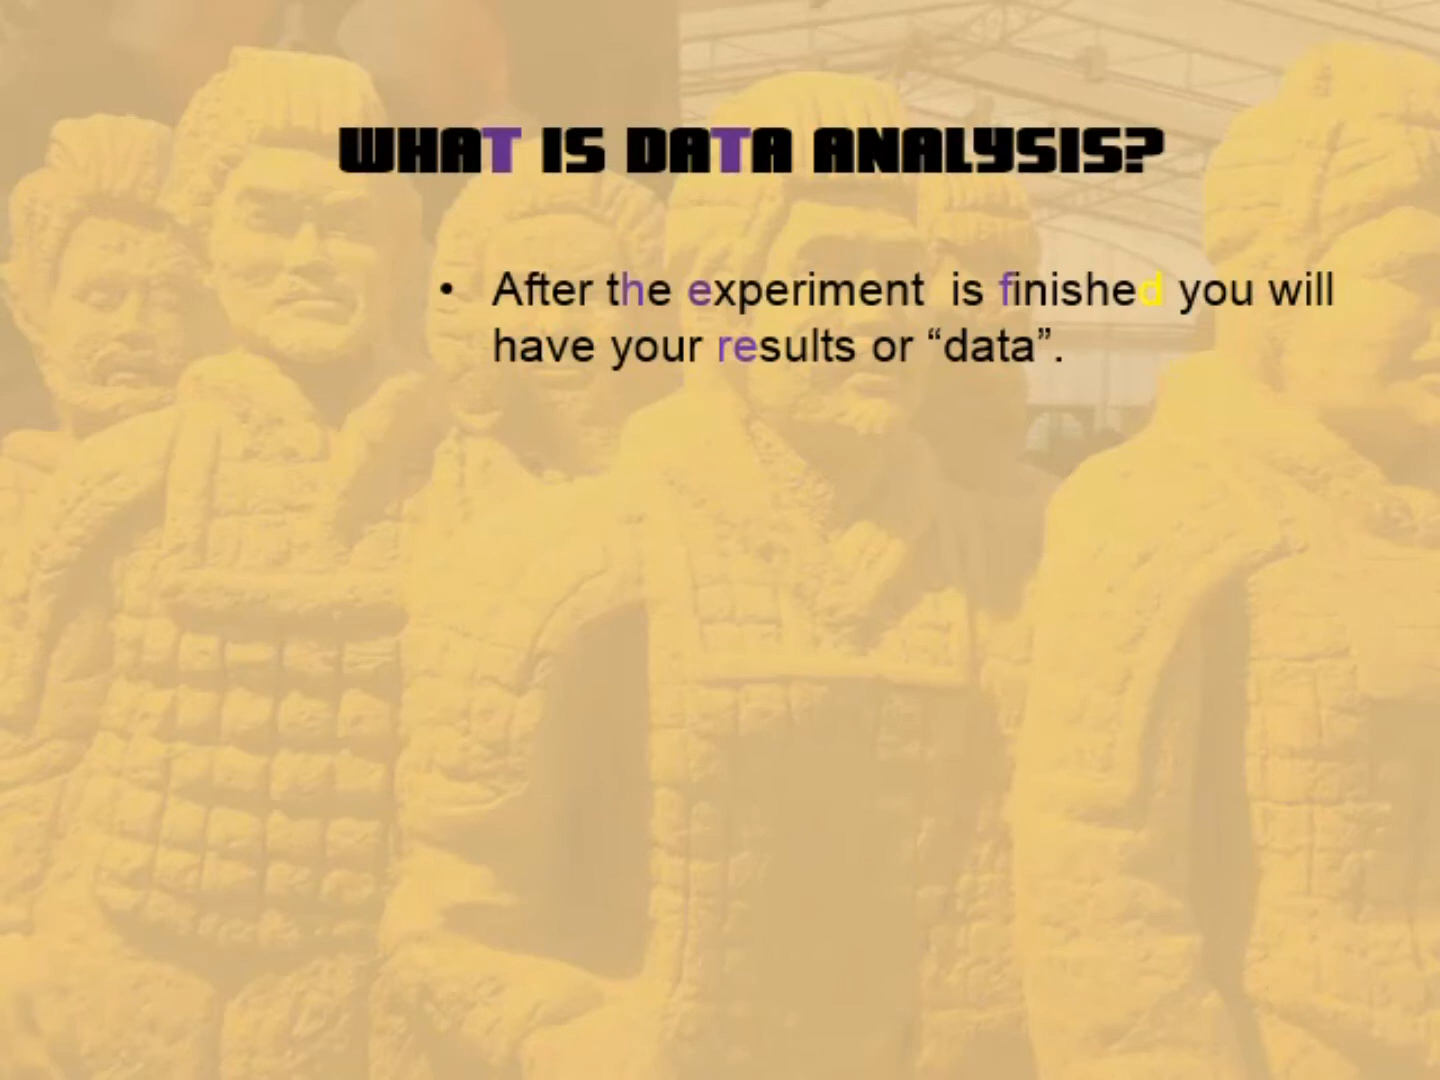 WHAT IS DATA ANALYSIS?
• After the experiment is finished you will
have your results or “data”.